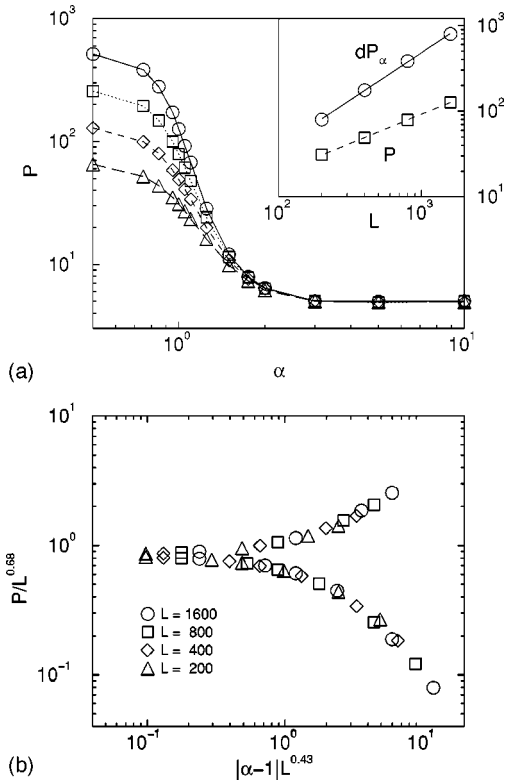 10³
10²
10¹
P
10⁰
10¹
α
10³
10²
10¹
10²
10³
L
dPα
P
(a)
10¹
10⁰
10⁻¹
P/L^0.68
L = 1600
L = 800
L = 400
L = 200
10⁻¹
10⁰
10¹
|α−1|L^0.43
(b)